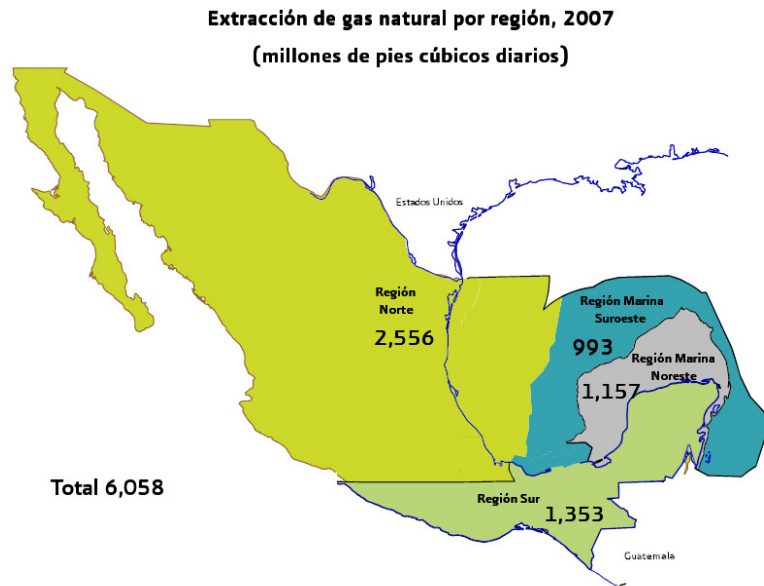 Extracción de gas natural por región, 2007
(millones de pies cúbicos diarios)
Estados Unidos
Región
Norte
2,556
Región Marina
Suroeste
993
Región Marina
Noreste
1,157
Total 6,058
Región Sur
1,353
Guatemala